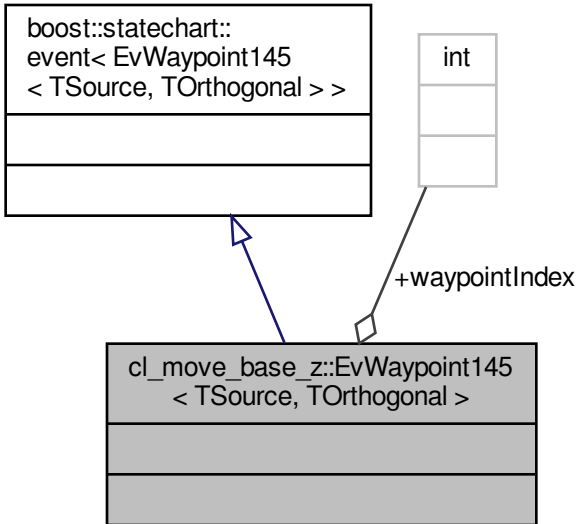 boost::statechart::
event< EvWaypoint145
< TSource, TOrthogonal > >
int
+waypointIndex
cl_move_base_z::EvWaypoint145
< TSource, TOrthogonal >